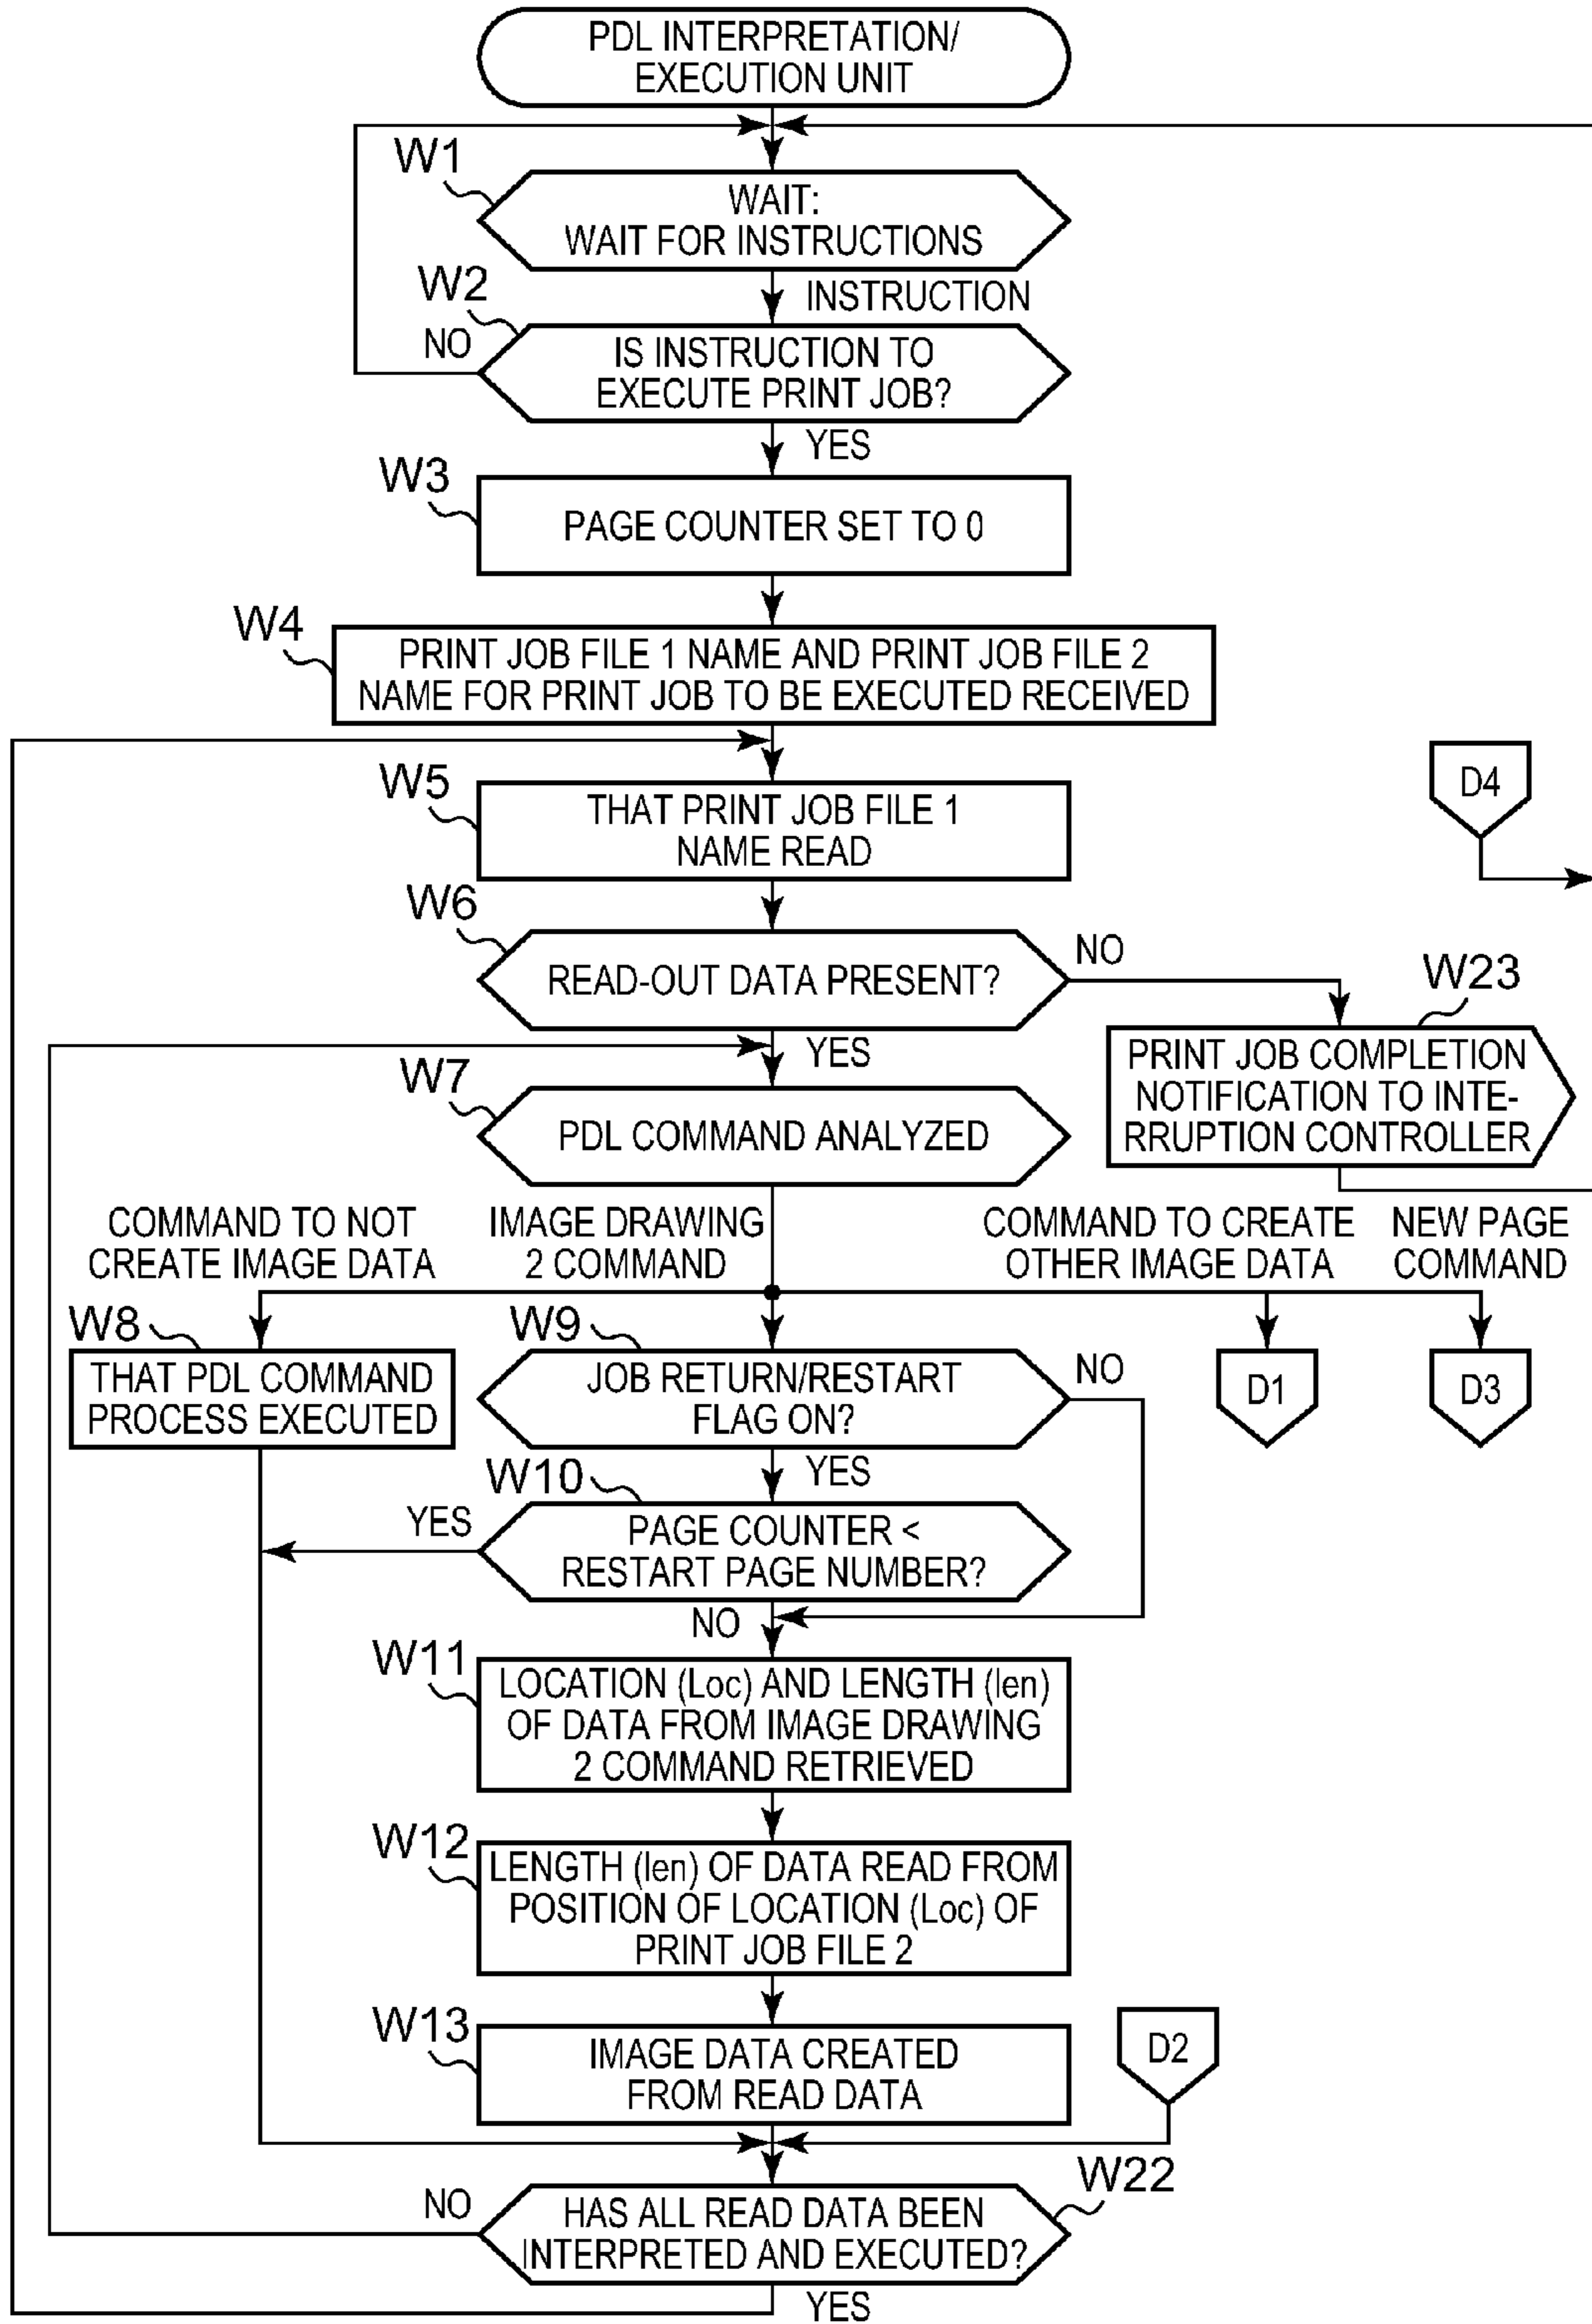 PDL INTERPRETATION/
EXECUTION UNIT
W1
WAIT:
WAIT FOR INSTRUCTIONS
W2
INSTRUCTION
NO
IS INSTRUCTION TO
EXECUTE PRINT JOB?
YES
W3
PAGE COUNTER SET TO 0
W4
PRINT JOB FILE 1 NAME AND PRINT JOB FILE 2
NAME FOR PRINT JOB TO BE EXECUTED RECEIVED
W5
THAT PRINT JOB FILE 1
NAME READ
D4
W6
READ-OUT DATA PRESENT?
NO
W23
YES
PRINT JOB COMPLETION
NOTIFICATION TO INTE-
RRUPTION CONTROLLER
W7
PDL COMMAND ANALYZED
COMMAND TO NOT
CREATE IMAGE DATA
IMAGE DRAWING
2 COMMAND
COMMAND TO CREATE
OTHER IMAGE DATA
NEW PAGE
COMMAND
W8
THAT PDL COMMAND
PROCESS EXECUTED
W9
JOB RETURN/RESTART
FLAG ON?
NO
D1
D3
W10
YES
YES
PAGE COUNTER <
RESTART PAGE NUMBER?
NO
W11
LOCATION (Loc) AND LENGTH (len)
OF DATA FROM IMAGE DRAWING
2 COMMAND RETRIEVED
W12
LENGTH (len) OF DATA READ FROM
POSITION OF LOCATION (Loc) OF
PRINT JOB FILE 2
W13
IMAGE DATA CREATED
FROM READ DATA
D2
W22
NO
HAS ALL READ DATA BEEN
INTERPRETED AND EXECUTED?
YES